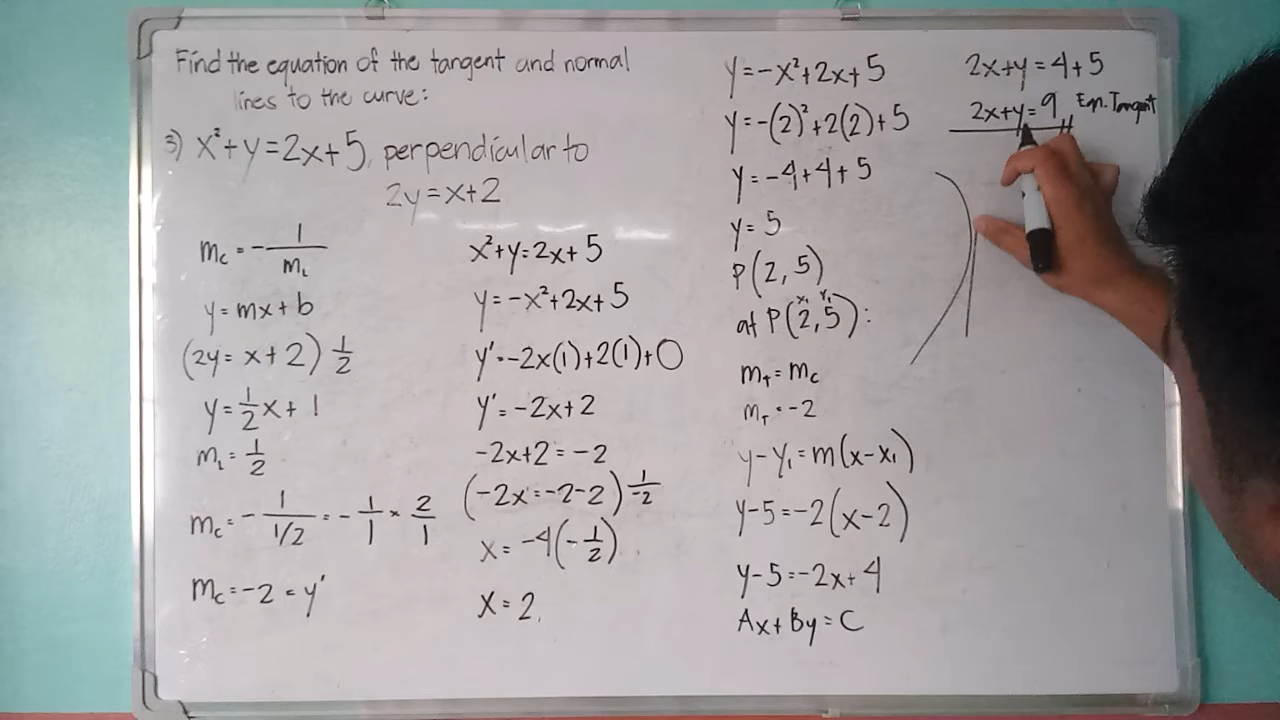 Find the equation of the tangent and normal
lines to the curve:
3) x²+y=2x+5, perpendicular to
2y=x+2
m_C = - 1/m_L
y=mx+b
(2y = x+2) 1/2
y= 1/2 x + 1
m_L = 1/2
m_C = - 1/(1/2) = - 1/1 × 2/1
m_C = -2 = y'
x²+y=2x+5
y=-x²+2x+5
y'=-2x(1)+2(1)+0
y'=-2x+2
-2x+2=-2
(-2x=-2-2) 1/-2
x=-4(-1/2)
x=2
y=-x²+2x+5
y=-(2)²+2(2)+5
y=-4+4+5
y=5
P(2,5)
at P(2,5):
x₁ y₁
m_T = m_C
m_T = -2
y-y₁=m(x-x₁)
y-5=-2(x-2)
y-5=-2x+4
Ax+By=C
2x+y=4+5
2x+y=9 Eqn. Tangent